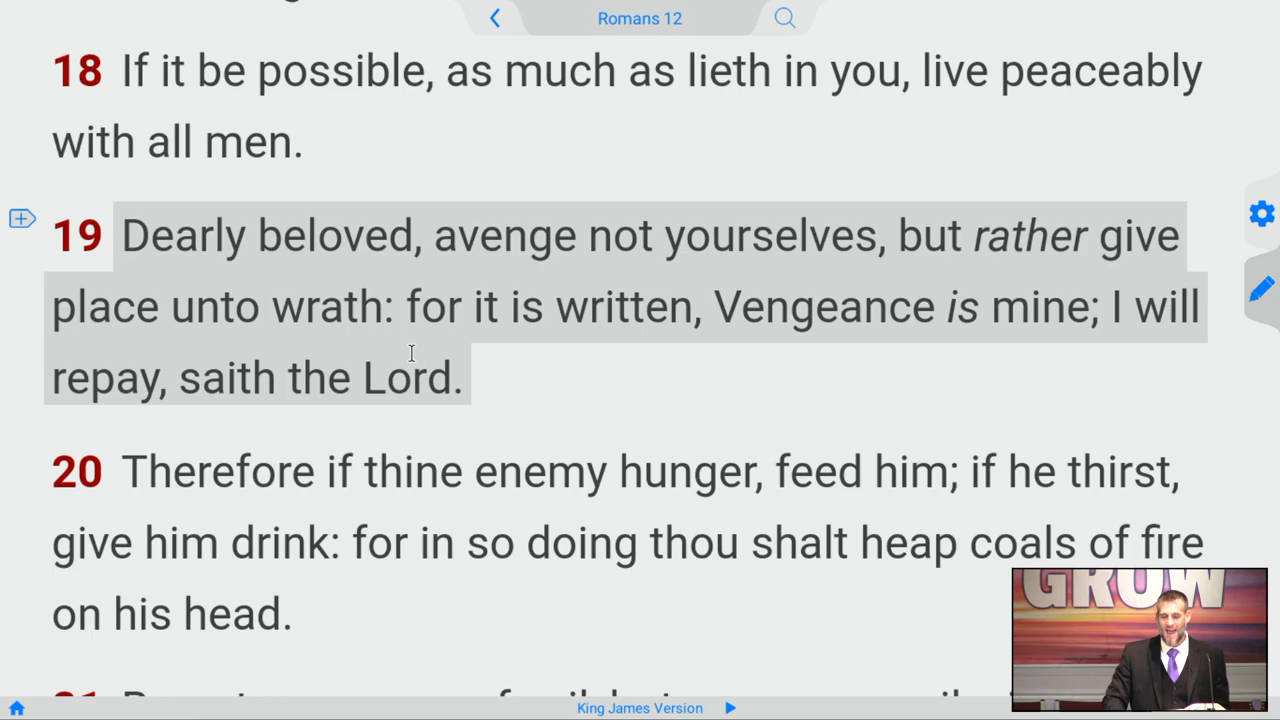 Romans 12
18 If it be possible, as much as lieth in you, live peaceably
with all men.
19 Dearly beloved, avenge not yourselves, but rather give
place unto wrath: for it is written, Vengeance is mine; I will
repay, saith the Lord.
20 Therefore if thine enemy hunger, feed him; if he thirst,
give him drink: for in so doing thou shalt heap coals of fire
on his head.
GROW
King James Version